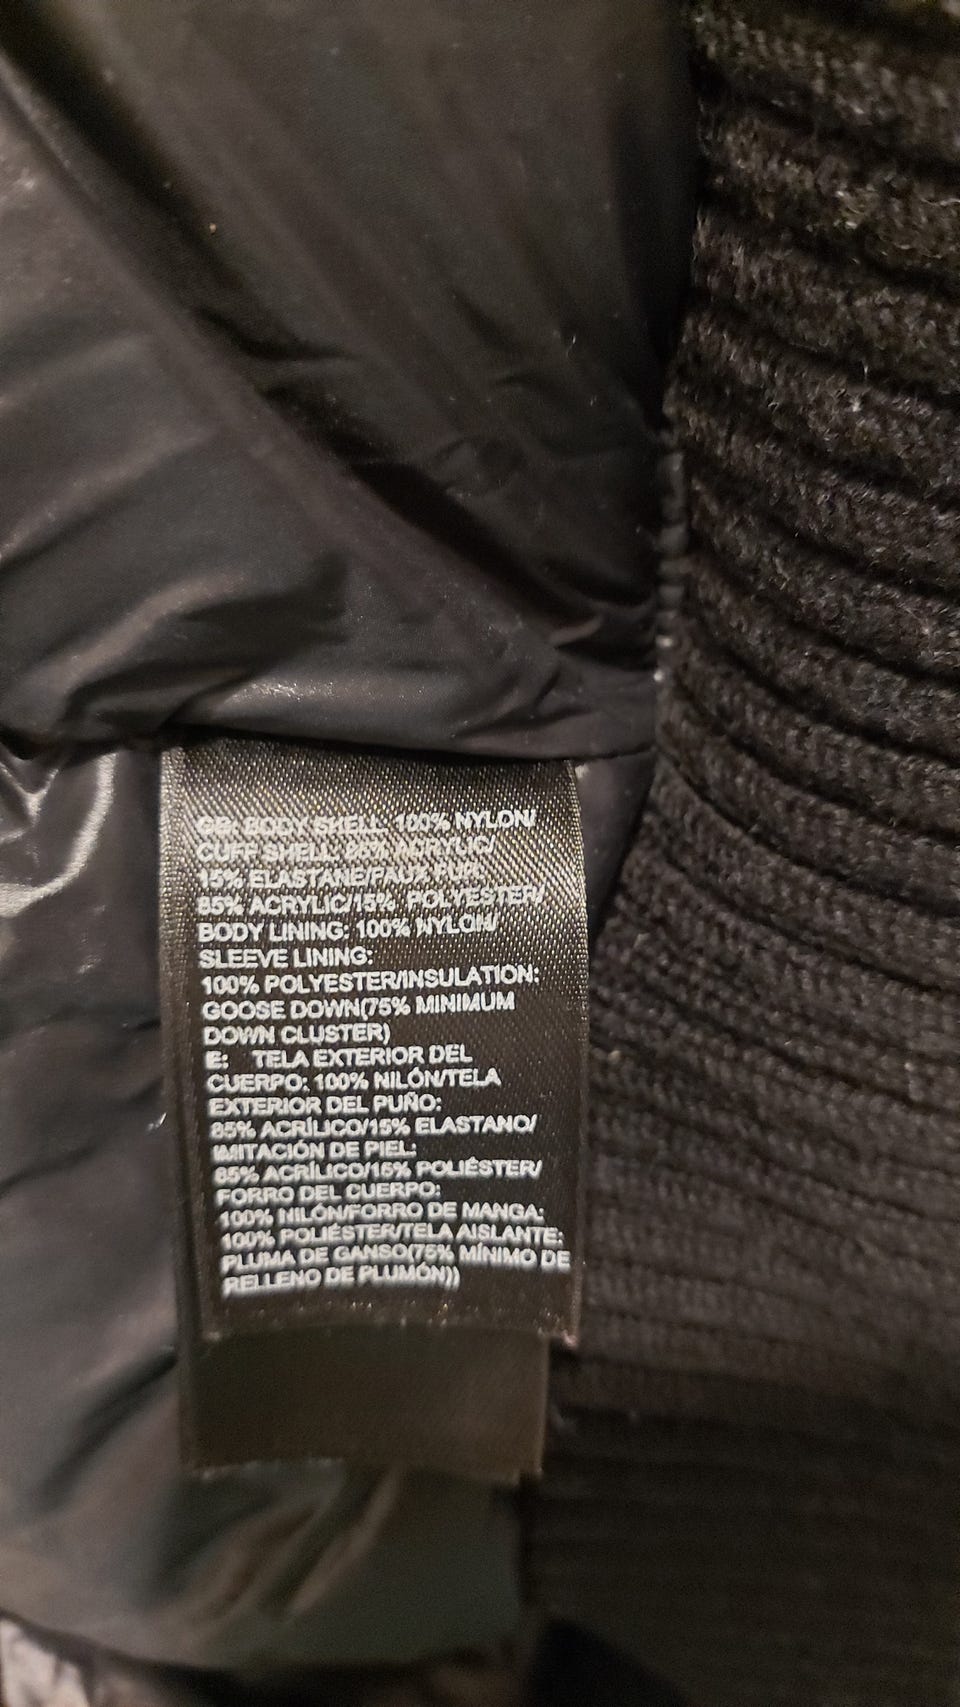 GB: BODY SHELL: 100% NYLON/
CUFF SHELL: 85% ACRYLIC/
15% ELASTANE/FAUX FUR:
85% ACRYLIC/15% POLYESTER/
BODY LINING: 100% NYLON/
SLEEVE LINING:
100% POLYESTER/INSULATION:
GOOSE DOWN(75% MINIMUM
DOWN CLUSTER)
E: TELA EXTERIOR DEL
CUERPO: 100% NILÓN/TELA
EXTERIOR DEL PUÑO:
85% ACRÍLICO/15% ELASTANO/
IMITACIÓN DE PIEL:
85% ACRÍLICO/15% POLIÉSTER/
FORRO DEL CUERPO:
100% NILÓN/FORRO DE MANGA:
100% POLIÉSTER/TELA AISLANTE:
PLUMA DE GANSO(75% MÍNIMO DE
RELLENO DE PLUMÓN))